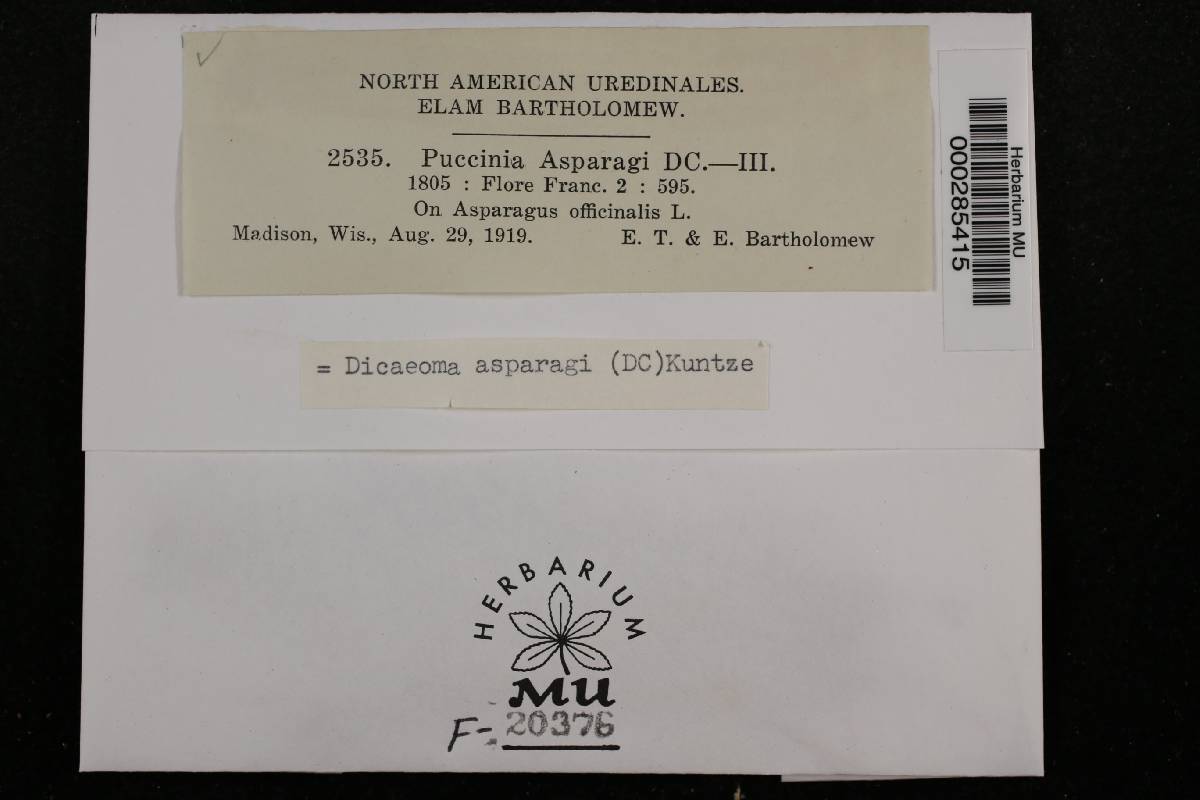 NORTH AMERICAN UREDINALES.
ELAM BARTHOLOMEW.
2535. Puccinia Asparagi DC.—III.
1805 : Flore Franc. 2 : 595.
On Asparagus officinalis L.
Madison, Wis., Aug. 29, 1919. E. T. & E. Bartholomew
Herbarium MU
000285415
= Dicaeoma asparagi (DC)Kuntze
HERBARIUM
MU
F-20376